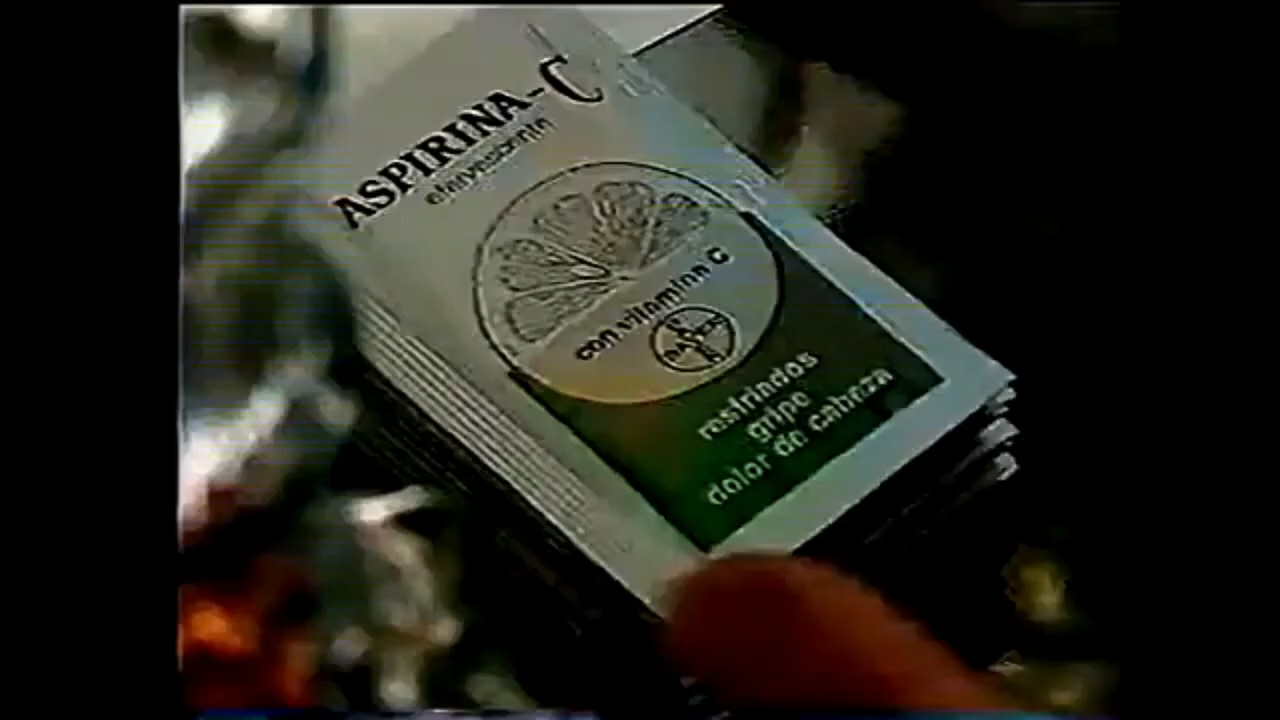 ASPIRINA-C
efervescente
con vitamina C
BAYER
resfriados
gripe
dolor de cabeza